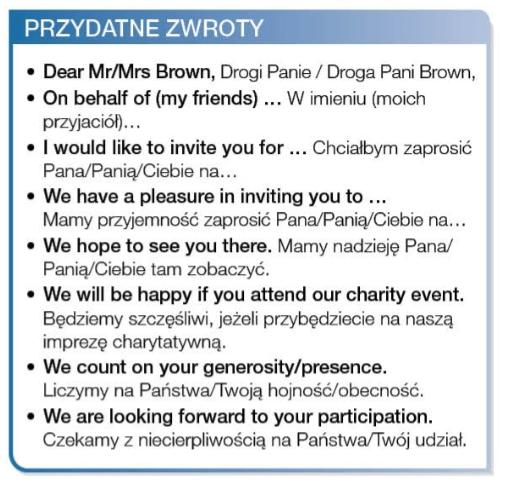 PRZYDATNE ZWROTY
• Dear Mr/Mrs Brown, Drogi Panie / Droga Pani Brown,
• On behalf of (my friends) … W imieniu (moich
przyjaciół)…
• I would like to invite you for … Chciałbym zaprosić
Pana/Panią/Ciebie na…
• We have a pleasure in inviting you to …
Mamy przyjemność zaprosić Pana/Panią/Ciebie na…
• We hope to see you there. Mamy nadzieję Pana/
Panią/Ciebie tam zobaczyć.
• We will be happy if you attend our charity event.
Będziemy szczęśliwi, jeżeli przybędziecie na naszą
imprezę charytatywną.
• We count on your generosity/presence.
Liczymy na Państwa/Twoją hojność/obecność.
• We are looking forward to your participation.
Czekamy z niecierpliwością na Państwa/Twój udział.